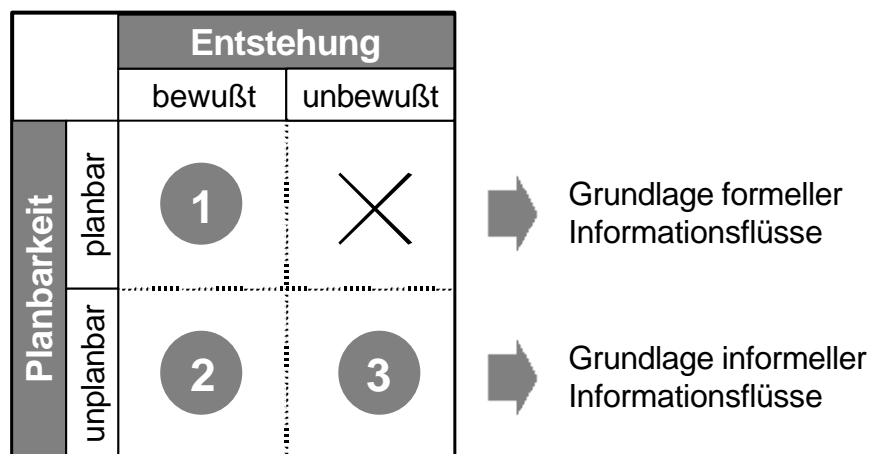 Entstehung
bewußt
unbewußt
Planbarkeit
planbar
1
Grundlage formeller
Informationsflüsse
unplanbar
2
3
Grundlage informeller
Informationsflüsse